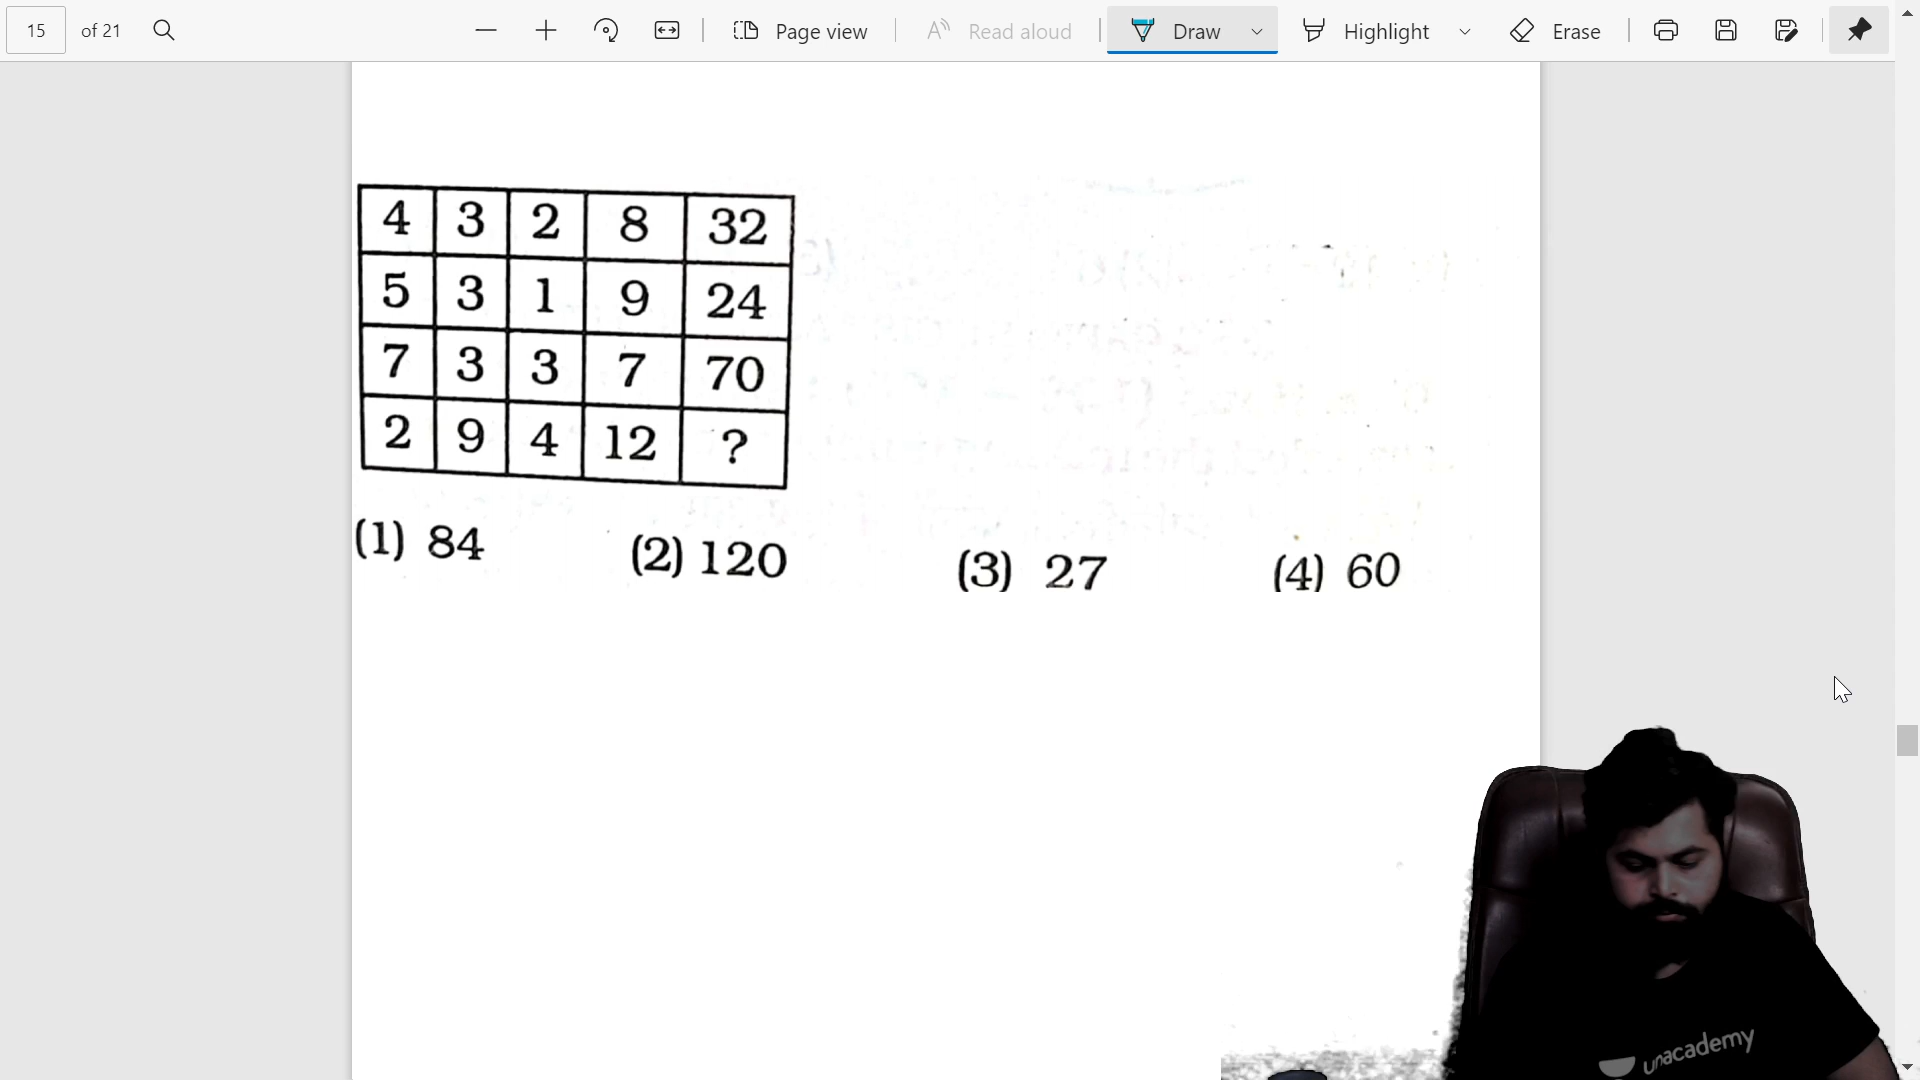 15 of 21 Page view Read aloud Draw Highlight Erase
4 3 2 8 32
5 3 1 9 24
7 3 3 7 70
2 9 4 12 ?
(1) 84 (2) 120 (3) 27 (4) 60
unacademy